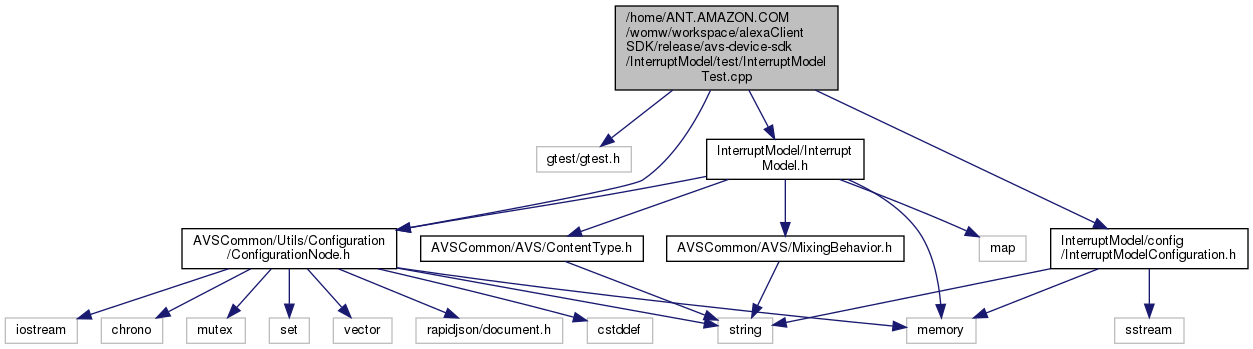 /home/ANT.AMAZON.COM
/womw/workspace/alexaClient
SDK/release/avs-device-sdk
/InterruptModel/test/InterruptModel
Test.cpp
gtest/gtest.h
InterruptModel/Interrupt
Model.h
AVSCommon/Utils/Configuration
/ConfigurationNode.h
AVSCommon/AVS/ContentType.h
AVSCommon/AVS/MixingBehavior.h
map
InterruptModel/config
/InterruptModelConfiguration.h
iostream
chrono
mutex
set
vector
rapidjson/document.h
cstddef
string
memory
sstream